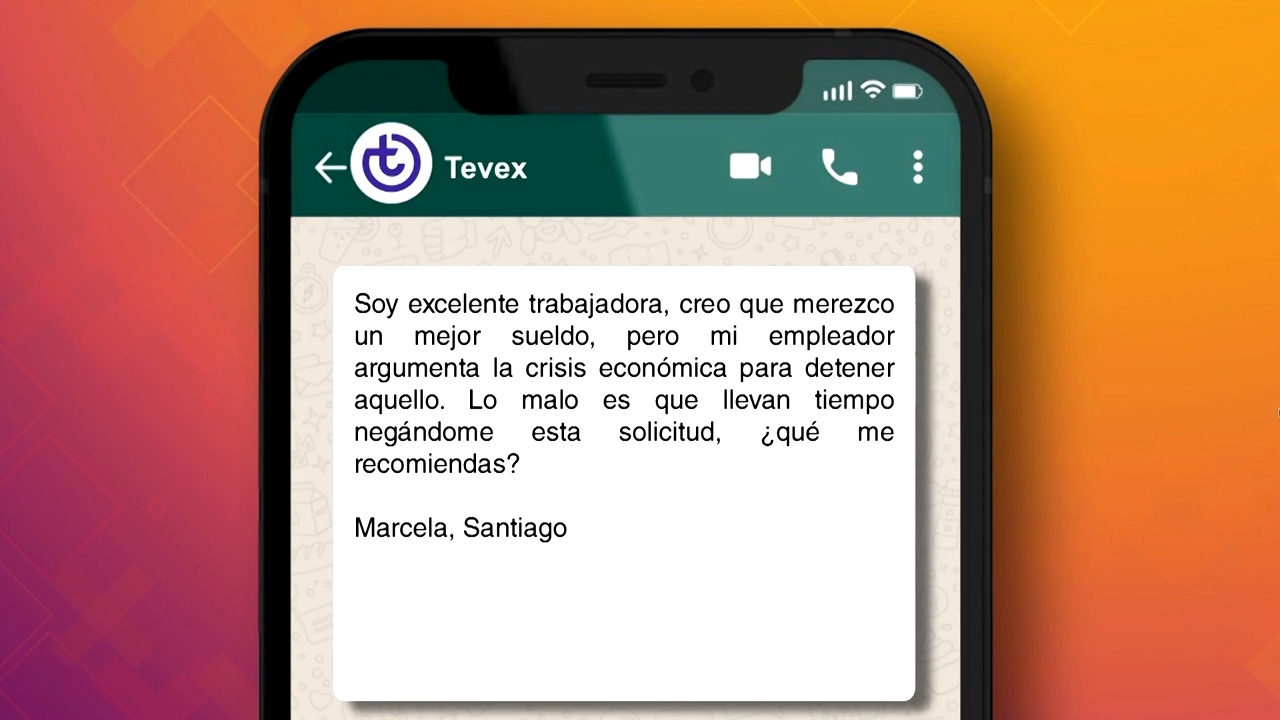 Tevex
Soy excelente trabajadora, creo que merezco
un mejor sueldo, pero mi empleador
argumenta la crisis económica para detener
aquello. Lo malo es que llevan tiempo
negándome esta solicitud, ¿qué me
recomiendas?
Marcela, Santiago